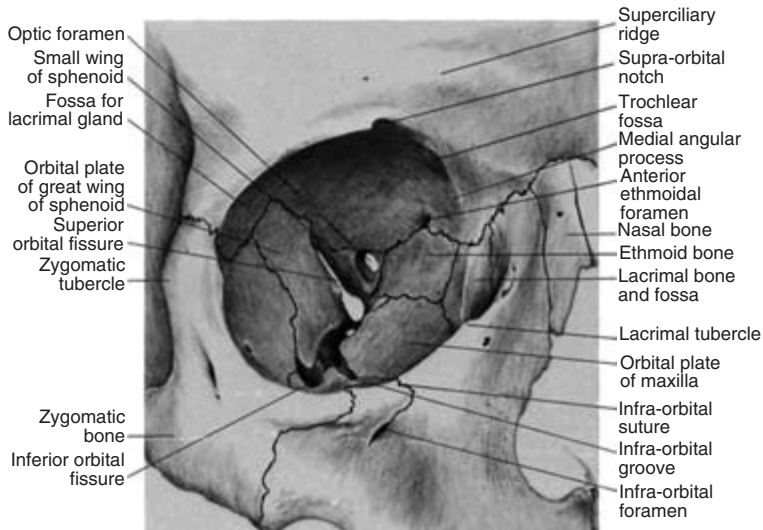 Optic foramen
Small wing
of sphenoid
Fossa for
lacrimal gland
Orbital plate
of great wing
of sphenoid
Superior
orbital fissure
Zygomatic
tubercle
Zygomatic
bone
Inferior orbital
fissure
Superciliary
ridge
Supra-orbital
notch
Trochlear
fossa
Medial angular
process
Anterior
ethmoidal
foramen
Nasal bone
Ethmoid bone
Lacrimal bone
and fossa
Lacrimal tubercle
Orbital plate
of maxilla
Infra-orbital
suture
Infra-orbital
groove
Infra-orbital
foramen